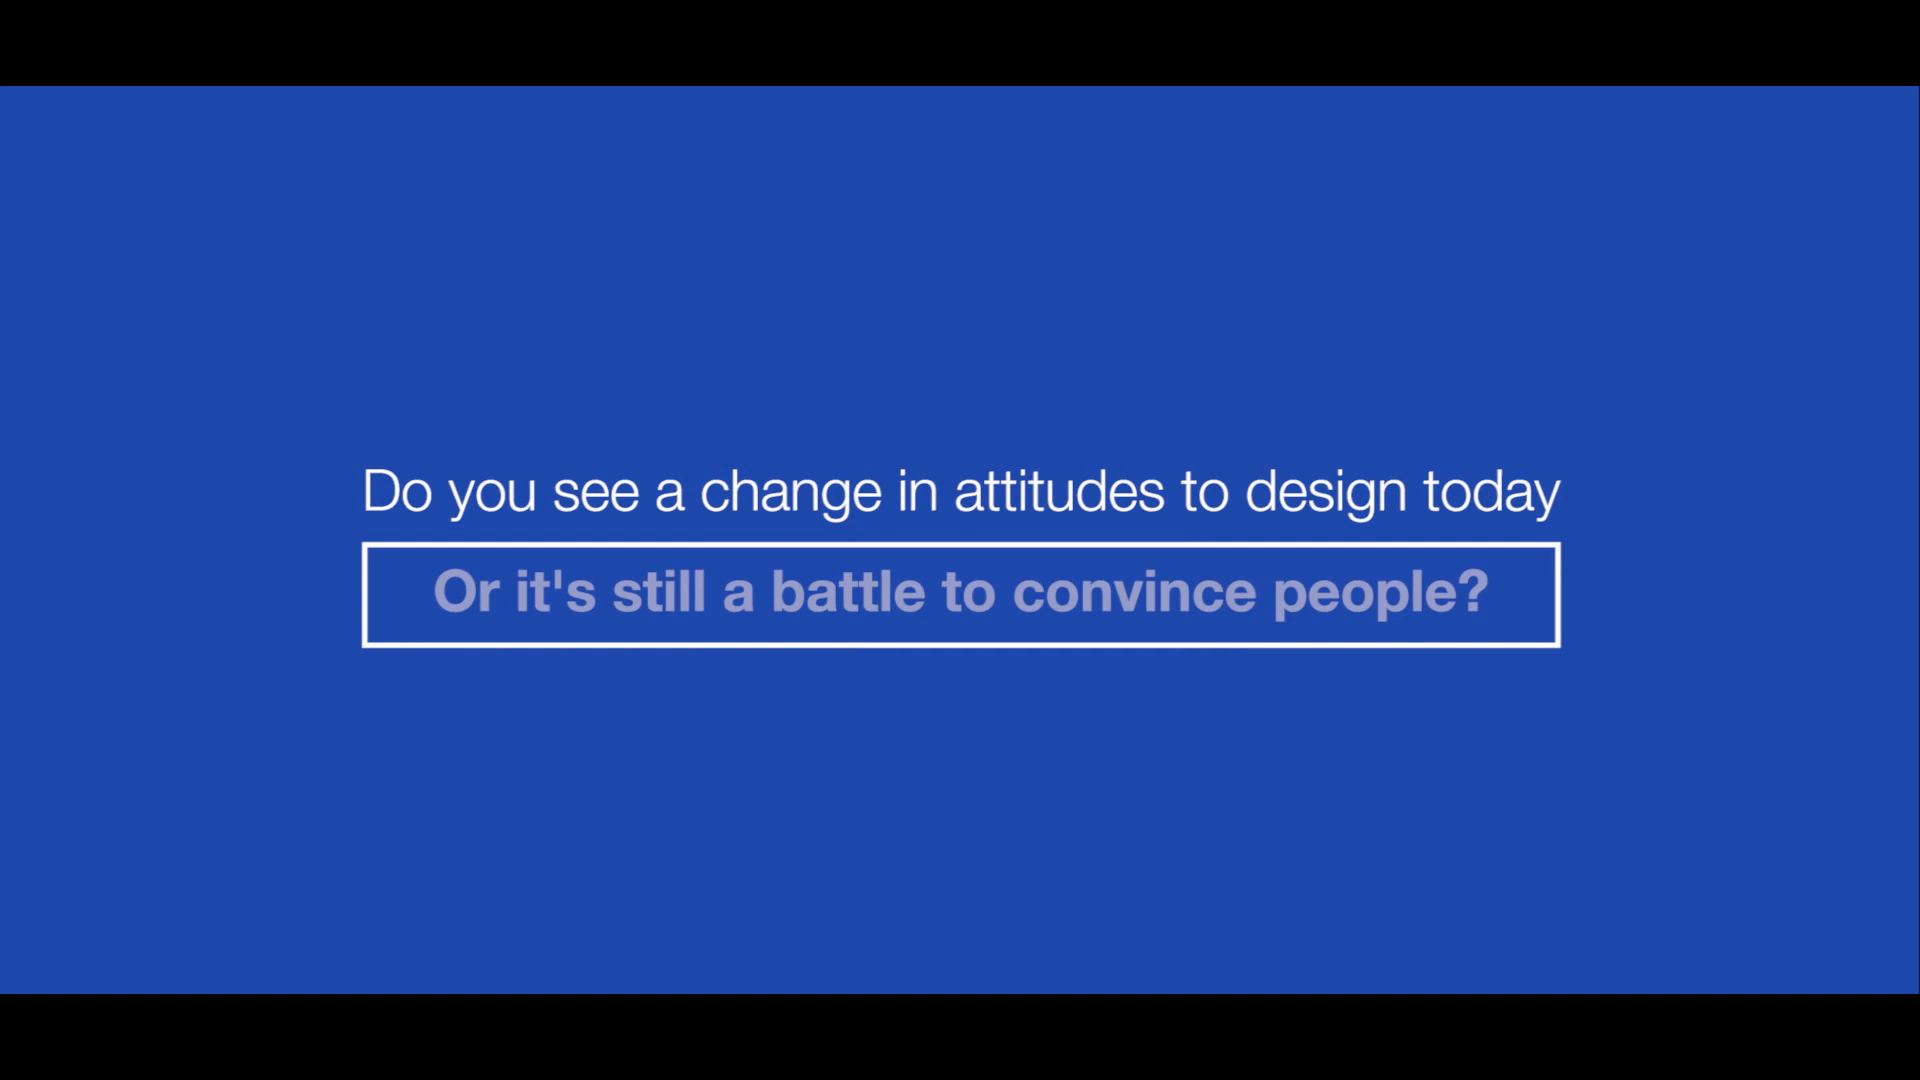 Do you see a change in attitudes to design today
Or it's still a battle to convince people?